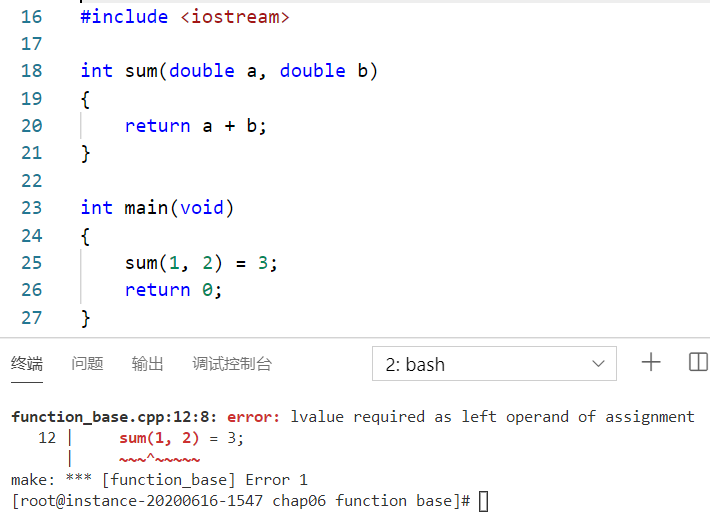 16 #include <iostream>
17
18 int sum(double a, double b)
19 {
20     return a + b;
21 }
22
23 int main(void)
24 {
25     sum(1, 2) = 3;
26     return 0;
27 }
终端 问题 输出 调试控制台 2: bash
function_base.cpp:12:8: error: lvalue required as left operand of assignment
   12 |     sum(1, 2) = 3;
      |     ~~~^~~~~~
make: *** [function_base] Error 1
[root@instance-20200616-1547 chap06 function base]#